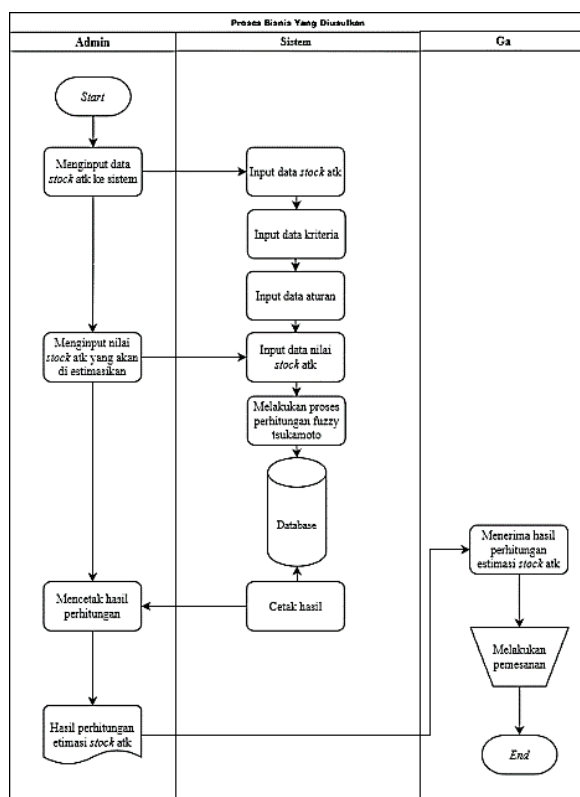 Proses Bisnis Yang Diusulkan
Admin
Sistem
Ga
Start
Menginput data
stock atk ke sistem
Input data stock atk
Input data kriteria
Input data aturan
Menginput nilai
stock atk yang akan
di estimasikan
Input data nilai
stock atk
Melakukan proses
perhitungan fuzzy
tsukamoto
Database
Mencetak hasil
perhitungan
Cetak hasil
Hasil perhitungan
etimasi stock atk
Menerima hasil
perhitungan
estimasi stock atk
Melakukan
pemesanan
End